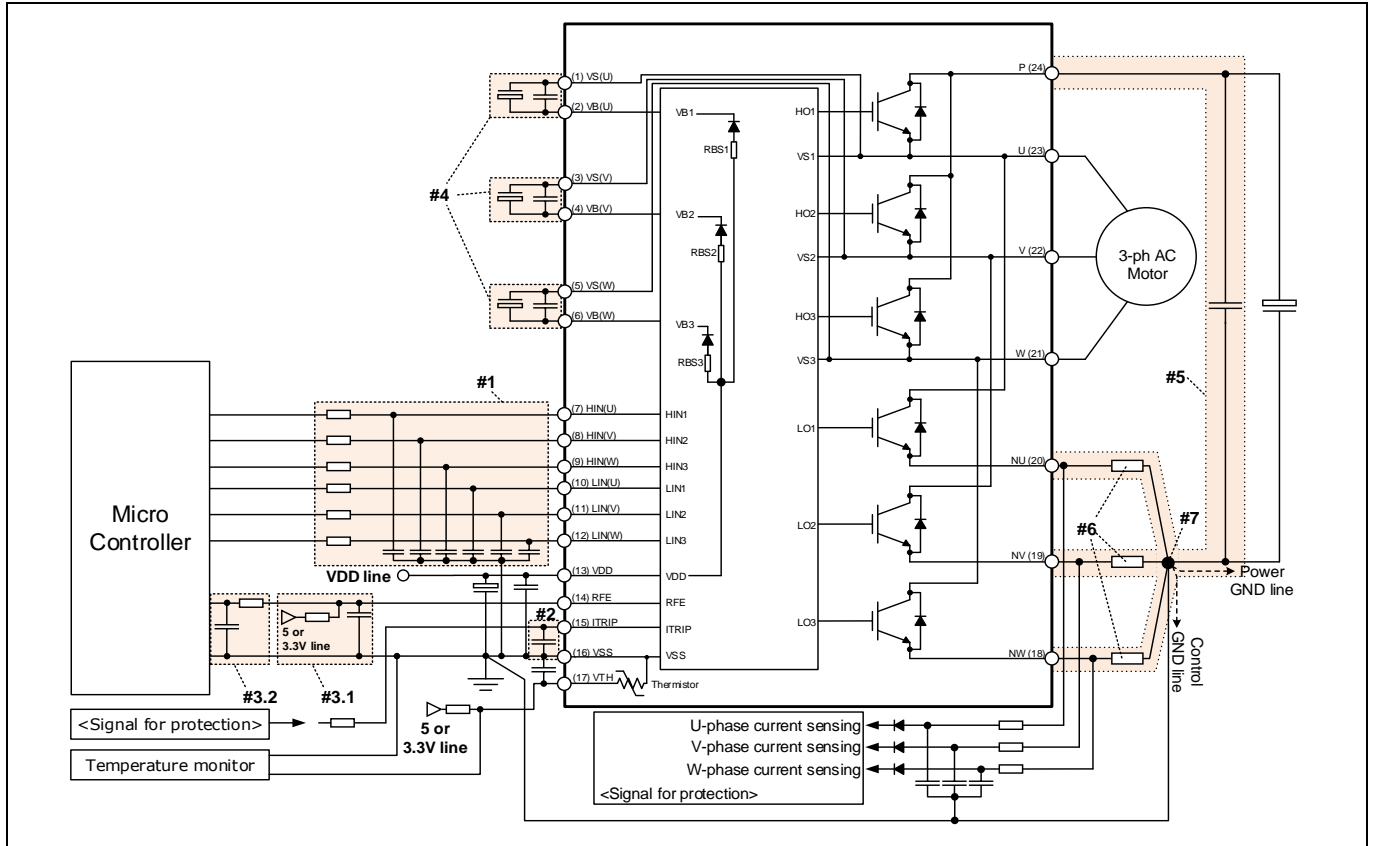 #4
(1) VS(U)
(2) VB(U)
(3) VS(V)
(4) VB(V)
(5) VS(W)
(6) VB(W)
VB1
RBS1
VB2
RBS2
VB3
RBS3
HO1
VS1
HO2
VS2
HO3
VS3
LO1
LO2
LO3
P (24)
U (23)
V (22)
W (21)
NU (20)
NV (19)
NW (18)
3-ph AC
Motor
#5
#6
#7
Power
GND line
Control
GND line
Micro
Controller
#1
(7) HIN(U)
(8) HIN(V)
(9) HIN(W)
(10) LIN(U)
(11) LIN(V)
(12) LIN(W)
(13) VDD
(14) RFE
(15) ITRIP
(16) VSS
(17) VTH
HIN1
HIN2
HIN3
LIN1
LIN2
LIN3
VDD
RFE
ITRIP
VSS
Thermistor
VDD line
#2
5 or
3.3V line
#3.2
#3.1
<Signal for protection>
Temperature monitor
5 or
3.3V line
U-phase current sensing
V-phase current sensing
W-phase current sensing
<Signal for protection>